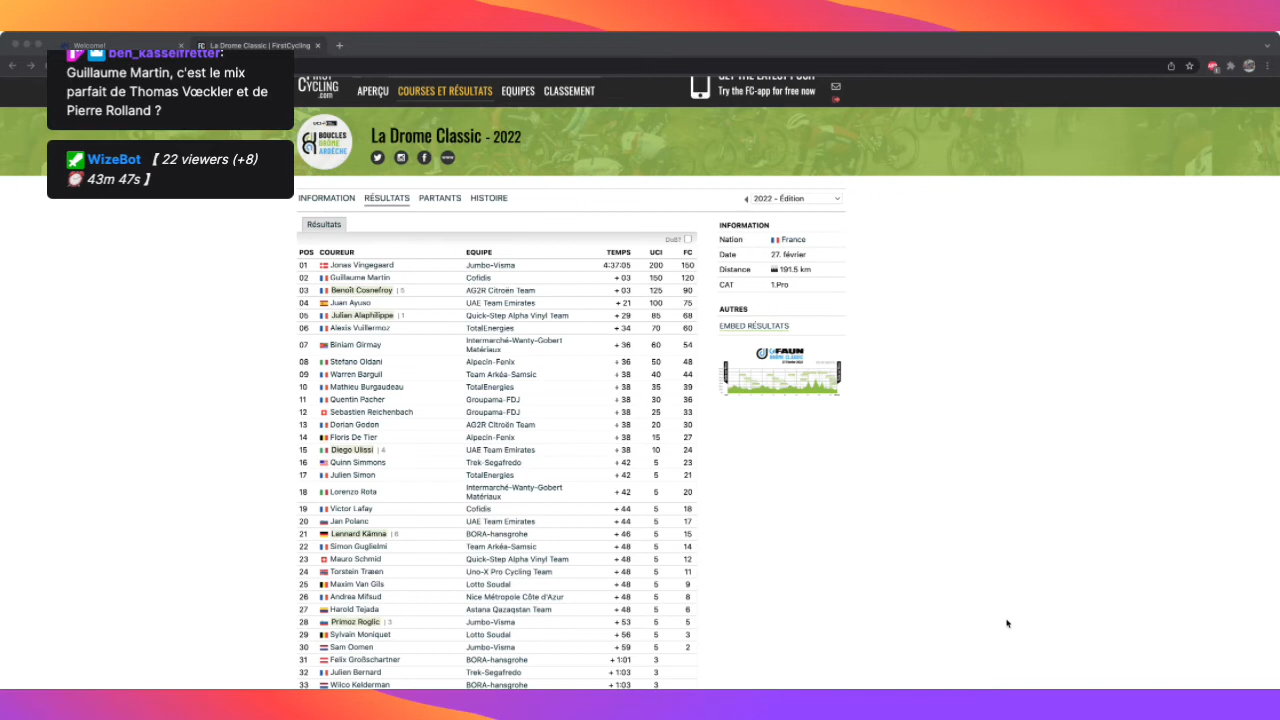 Welcome!
FC La Drome Classic | FirstCycling
ben_kasselfretter:
Guillaume Martin, c'est le mix
parfait de Thomas Vœckler et de
Pierre Rolland ?
WizeBot 【 22 viewers (+8)
43m 47s 】
FIRST
CYCLING
.com
APERÇU COURSES ET RÉSULTATS EQUIPES CLASSEMENT
Try the FC-app for free now
BOUCLES
DRÔME
ARDÈCHE
La Drome Classic - 2022
INFORMATION RÉSULTATS PARTANTS HISTOIRE
2022 - Édition
Résultats
DoB?
POS COUREUR EQUIPE TEMPS UCI FC
01 Jonas Vingegaard Jumbo-Visma 4:37:05 200 150
02 Guillaume Martin Cofidis + 03 150 120
03 Benoît Cosnefroy | 5 AG2R Citroën Team + 03 125 90
04 Juan Ayuso UAE Team Emirates + 21 100 75
05 Julian Alaphilippe | 1 Quick-Step Alpha Vinyl Team + 29 85 68
06 Alexis Vuillermoz TotalEnergies + 34 70 60
07 Biniam Girmay Intermarché-Wanty-Gobert
Matériaux + 36 60 54
08 Stefano Oldani Alpecin-Fenix + 36 50 48
09 Warren Barguil Team Arkéa-Samsic + 38 40 44
10 Mathieu Burgaudeau TotalEnergies + 38 35 39
11 Quentin Pacher Groupama-FDJ + 38 30 36
12 Sebastien Reichenbach Groupama-FDJ + 38 25 33
13 Dorian Godon AG2R Citroën Team + 38 20 30
14 Floris De Tier Alpecin-Fenix + 38 15 27
15 Diego Ulissi | 4 UAE Team Emirates + 38 10 24
16 Quinn Simmons Trek-Segafredo + 42 5 23
17 Julien Simon TotalEnergies + 42 5 21
18 Lorenzo Rota Intermarché-Wanty-Gobert
Matériaux + 42 5 20
19 Victor Lafay Cofidis + 44 5 18
20 Jan Polanc UAE Team Emirates + 44 5 17
21 Lennard Kämna | 6 BORA-hansgrohe + 46 5 15
22 Simon Guglielmi Team Arkéa-Samsic + 48 5 14
23 Mauro Schmid Quick-Step Alpha Vinyl Team + 48 5 12
24 Torstein Træen Uno-X Pro Cycling Team + 48 5 11
25 Maxim Van Gils Lotto Soudal + 48 5 9
26 Andrea Mifsud Nice Métropole Côte d'Azur + 48 5 8
27 Harold Tejada Astana Qazaqstan Team + 48 5 6
28 Primoz Roglic | 3 Jumbo-Visma + 53 5 5
29 Sylvain Moniquet Lotto Soudal + 56 5 3
30 Sam Oomen Jumbo-Visma + 59 5 2
31 Felix Großschartner BORA-hansgrohe + 1:01 3
32 Julien Bernard Trek-Segafredo + 1:03 3
33 Wilco Kelderman BORA-hansgrohe + 1:03 3
INFORMATION
Nation France
Date 27. février
Distance 191.5 km
CAT 1.Pro
AUTRES
EMBED RÉSULTATS
FAUN
DRÔME CLASSIC